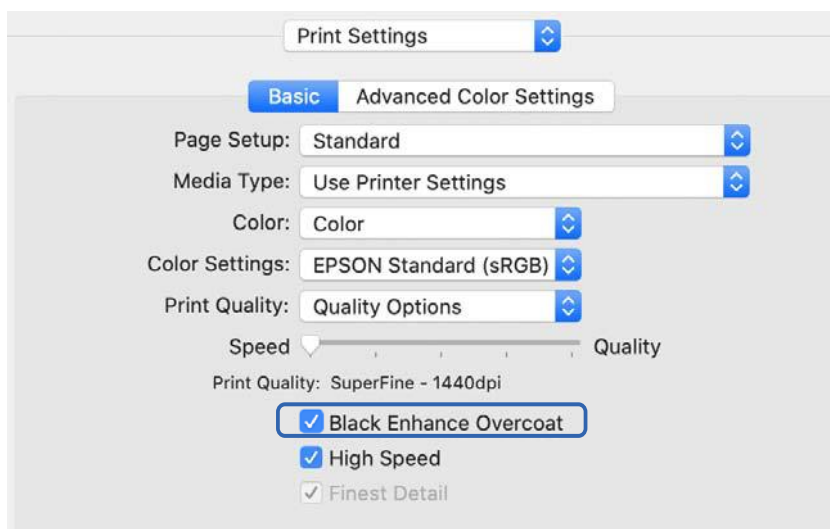 Print Settings
Basic Advanced Color Settings
Page Setup: Standard
Media Type: Use Printer Settings
Color: Color
Color Settings: EPSON Standard (sRGB)
Print Quality: Quality Options
Speed Quality
Print Quality: SuperFine - 1440dpi
Black Enhance Overcoat
High Speed
Finest Detail